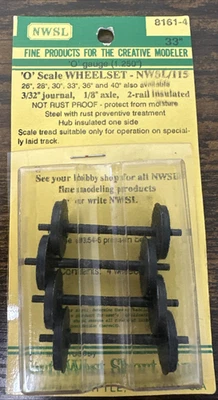 NWSL
8161-4
33"
FINE PRODUCTS FOR THE CREATIVE MODELER
'O' gauge (1.250")
'O' Scale WHEELSET - NWSL/115
26", 28", 30", 33", 36" and 40" also available
3/32" journal, 1/8" axle, 2-rail insulated
NOT RUST PROOF - protect from moisture
Steel with rust preventive treatment
Hub insulated one side
Scale tread suitable only for operation on special-
ly laid track.
See your hobby shop for all NWSL
fine modeling products
or write NWSL